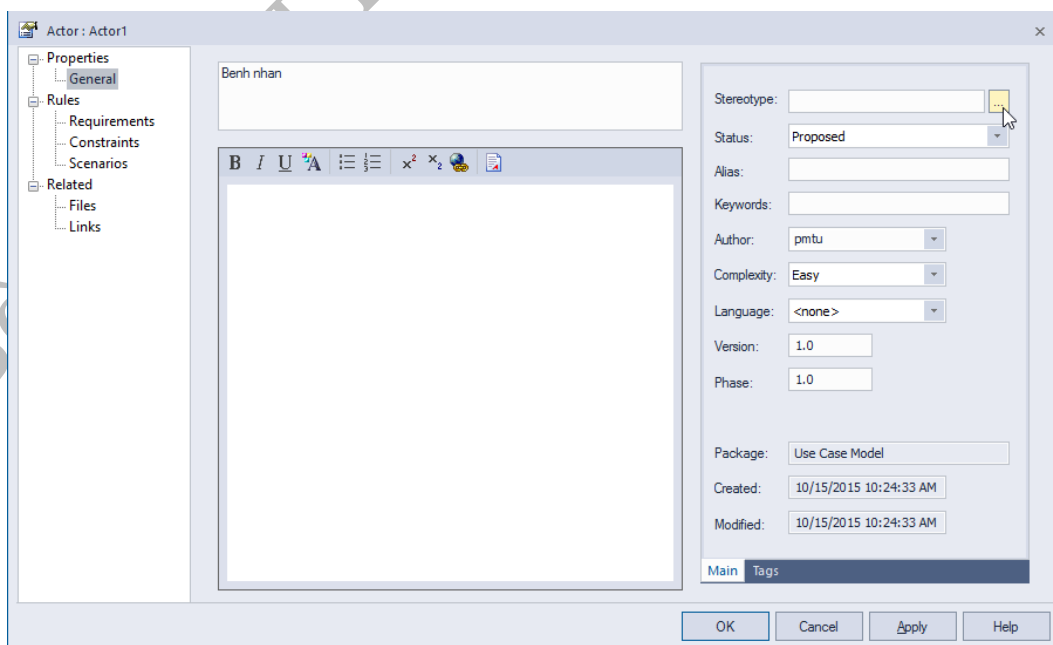 Actor : Actor1
Properties
General
Rules
Requirements
Constraints
Scenarios
Related
Files
Links
Benh nhan
B I U A x² x₂
Stereotype: ...
Status: Proposed
Alias:
Keywords:
Author: pmtu
Complexity: Easy
Language: <none>
Version: 1.0
Phase: 1.0
Package: Use Case Model
Created: 10/15/2015 10:24:33 AM
Modified: 10/15/2015 10:24:33 AM
Main Tags
OK Cancel Apply Help